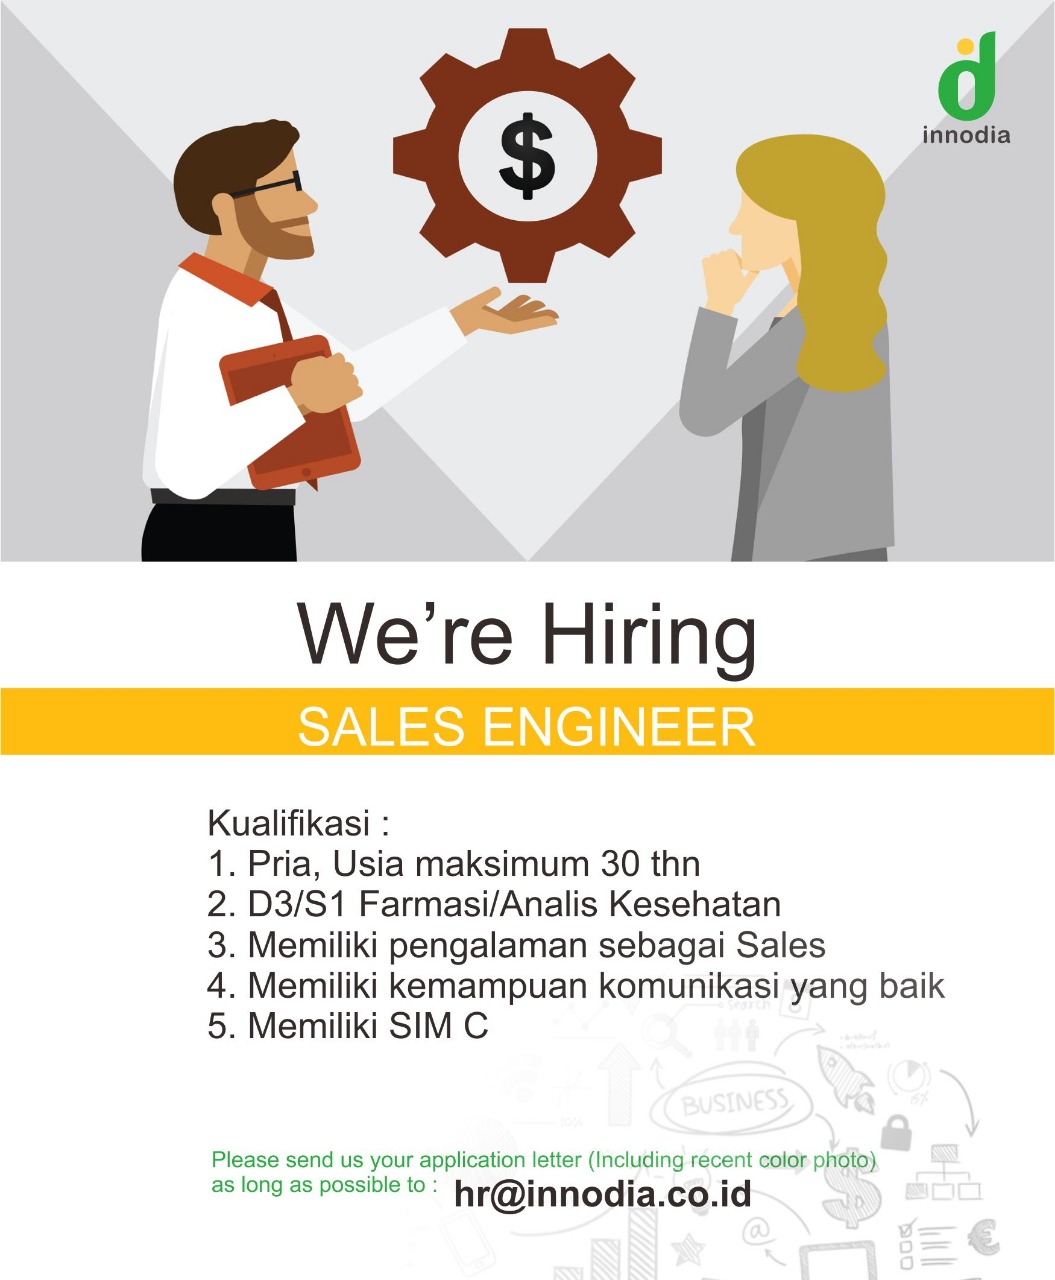 innodia
$
We're Hiring
SALES ENGINEER
Kualifikasi :
1. Pria, Usia maksimum 30 thn
2. D3/S1 Farmasi/Analis Kesehatan
3. Memiliki pengalaman sebagai Sales
4. Memiliki kemampuan komunikasi yang baik
5. Memiliki SIM C
search
BUSINESS
Please send us your application letter (Including recent color photo)
as long as possible to : hr@innodia.co.id
$
@
€